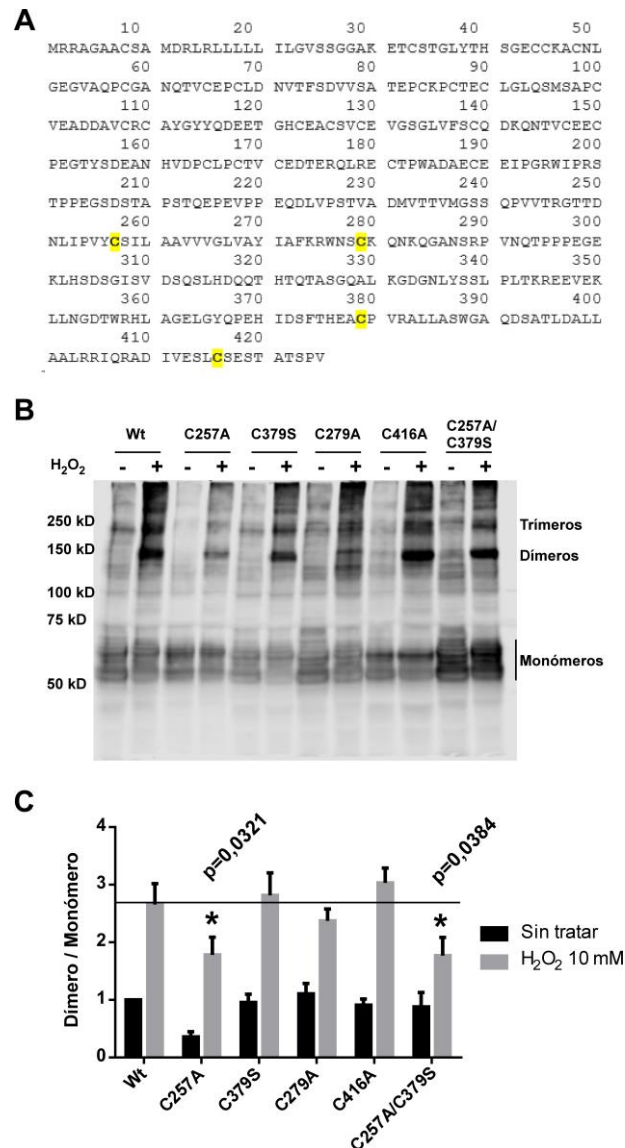 A
10 20 30 40 50
MRRAGAACSA MDRLRLLLLL ILGVSSGGAK ETCSTGLYTH SGECCKACNL
60 70 80 90 100
GEGVAQPCGA NQTVCEPCLD NVTFSDVVSA TEPCKPCTEC LGLQSMSAPC
110 120 130 140 150
VEADDAVCRC AYGYYQDEET GHCEACSVCE VGSGLVFSCQ DKQNTVCEEC
160 170 180 190 200
PEGTYSDEAN HVDPCLPCTV CEDTERQLRE CTPWADAECE EIPGRWIPRS
210 220 230 240 250
TPPEGSDSTA PSTQEPEVPP EQDLVPSTVA DMVTTVMGSS QPVVTRGTTD
260 270 280 290 300
NLIPVYCSIL AAVVVGLVAY IAFKRWNSCK QNKQGANSRP VNQTPPPEGE
310 320 330 340 350
KLHSDSGISV DSQSLHDQQT HTQTASGQAL KGDGNLYSSL PLTKREEVEK
360 370 380 390 400
LLNGDTWRHL AGELGYQPEH IDSFTHEACP VRALLASWGA QDSATLDALL
410 420
AALRRIQRAD IVESLCSEST ATSPV
B
Wt C257A C379S C279A C416A C257A/
C379S
H₂O₂ - + - + - + - + - + - +
250 kD
150 kD
100 kD
75 kD
50 kD
Trímeros
Dímeros
Monómeros
C
Dímero / Monómero
4
3
2
1
0
p=0,0321
p=0,0384
*
*
Sin tratar
H₂O₂ 10 mM
Wt
C257A
C379S
C279A
C416A
C257A/C379S